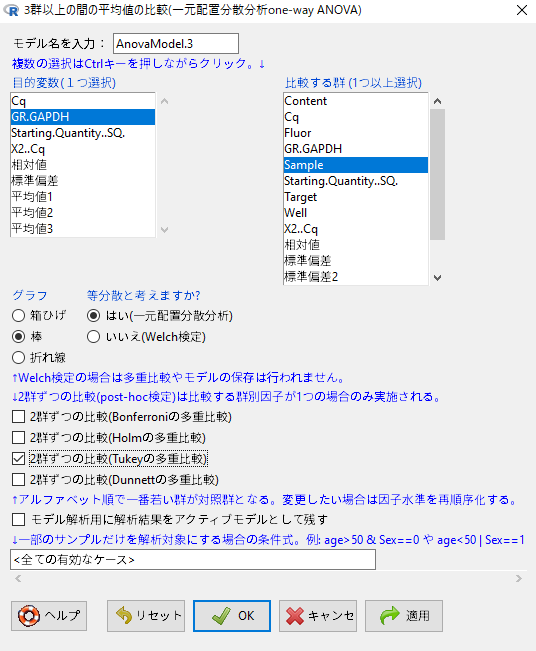 3群以上の間の平均値の比較(一元配置分散分析one-way ANOVA)
モデル名を入力： AnovaModel.3
複数の選択はCtrlキーを押しながらクリック。↓
目的変数(１つ選択)
Cq
GR.GAPDH
Starting.Quantity..SQ.
X2..Cq
相対値
標準偏差
平均値1
平均値2
平均値3
比較する群 (1つ以上選択)
Content
Cq
Fluor
GR.GAPDH
Sample
Starting.Quantity..SQ.
Target
Well
X2..Cq
相対値
標準偏差
標準偏差2
グラフ
箱ひげ
棒
折れ線
等分散と考えますか?
はい(一元配置分散分析)
いいえ(Welch検定)
↑Welch検定の場合は多重比較やモデルの保存は行われません。
↓2群ずつの比較(post-hoc検定)は比較する群別因子が1つの場合のみ実施される。
2群ずつの比較(Bonferroniの多重比較)
2群ずつの比較(Holmの多重比較)
2群ずつの比較(Tukeyの多重比較)
2群ずつの比較(Dunnettの多重比較)
↑アルファベット順で一番若い群が対照群となる。変更したい場合は因子水準を再順序化する。
モデル解析用に解析結果をアクティブモデルとして残す
↓一部のサンプルだけを解析対象にする場合の条件式。例: age>50 & Sex==0 や age<50 | Sex==1
<全ての有効なケース>
ヘルプ リセット OK キャンセ 適用